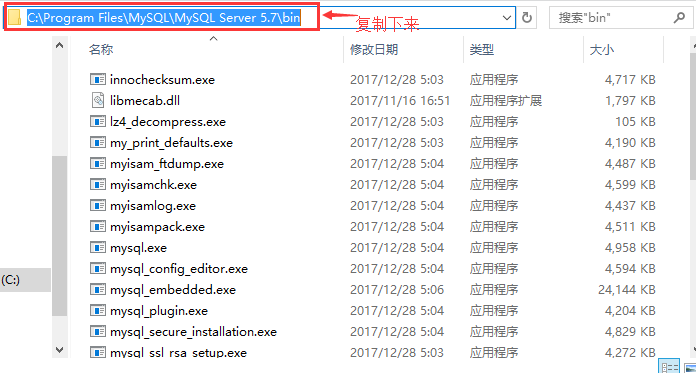 C:\Program Files\MySQL\MySQL Server 5.7\bin
复制下来
搜索"bin"
名称 修改日期 类型 大小
innochecksum.exe 2017/12/28 5:03 应用程序 4,717 KB
libmecab.dll 2017/11/16 16:51 应用程序扩展 1,797 KB
lz4_decompress.exe 2017/12/28 5:03 应用程序 105 KB
my_print_defaults.exe 2017/12/28 5:03 应用程序 4,190 KB
myisam_ftdump.exe 2017/12/28 5:04 应用程序 4,487 KB
myisamchk.exe 2017/12/28 5:04 应用程序 4,599 KB
myisamlog.exe 2017/12/28 5:04 应用程序 4,437 KB
myisampack.exe 2017/12/28 5:04 应用程序 4,511 KB
mysql.exe 2017/12/28 5:04 应用程序 4,958 KB
mysql_config_editor.exe 2017/12/28 5:04 应用程序 4,594 KB
mysql_embedded.exe 2017/12/28 5:06 应用程序 24,144 KB
mysql_plugin.exe 2017/12/28 5:04 应用程序 4,204 KB
mysql_secure_installation.exe 2017/12/28 5:04 应用程序 4,829 KB
mysql_ssl_rsa_setup.exe 2017/12/28 5:03 应用程序 4,272 KB
(C:)